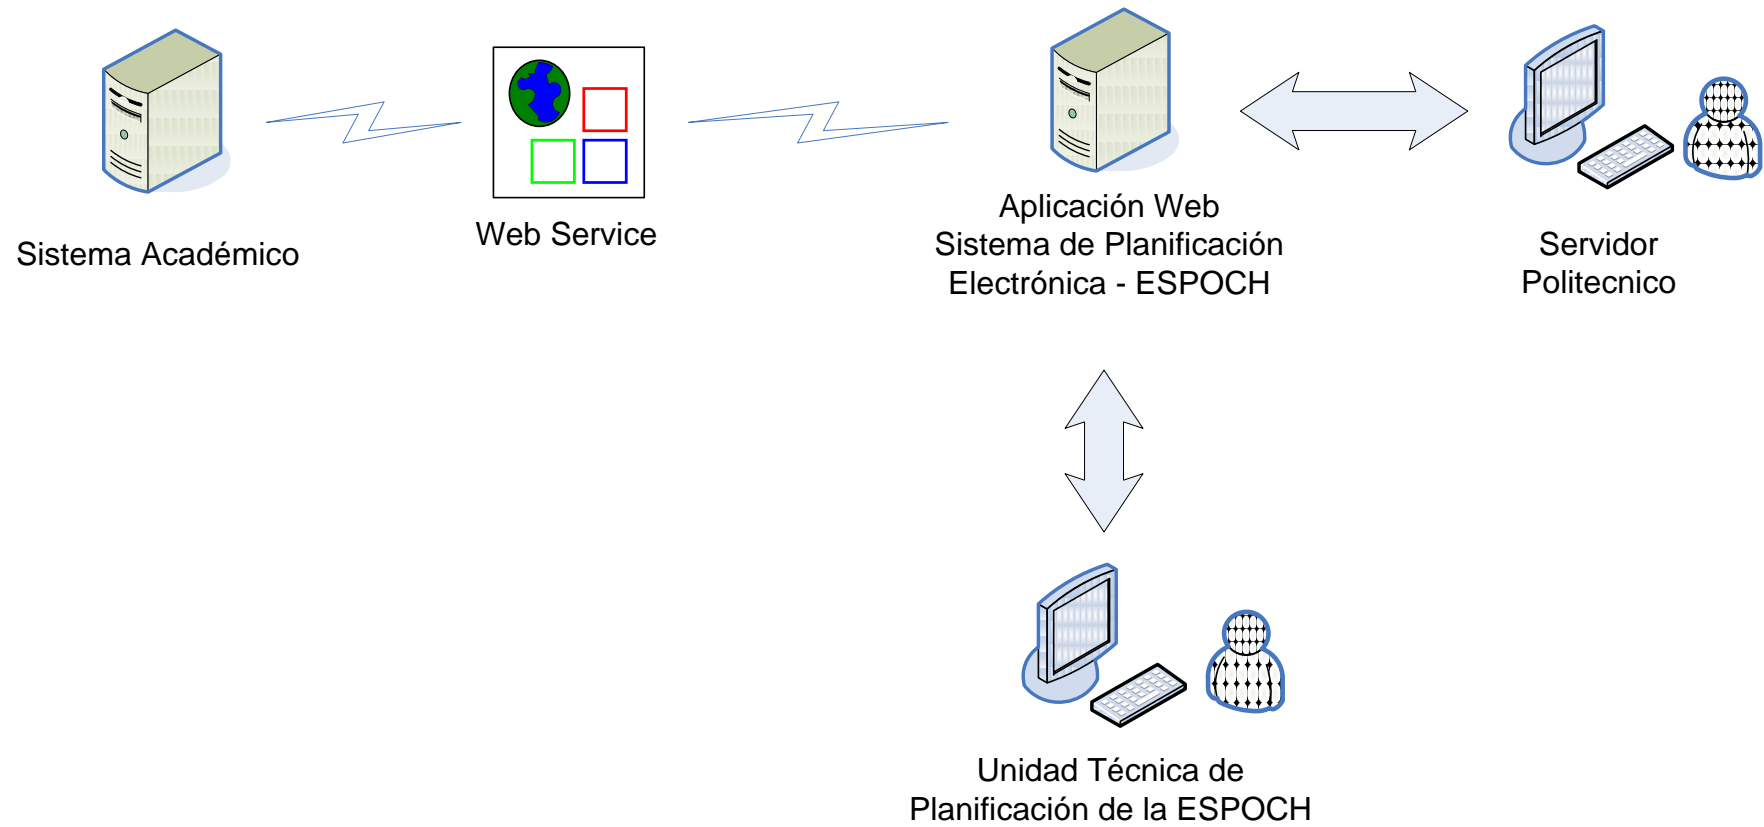 Sistema Académico
Web Service
Aplicación Web
Sistema de Planificación
Electrónica - ESPOCH
Servidor
Politecnico
Unidad Técnica de
Planificación de la ESPOCH